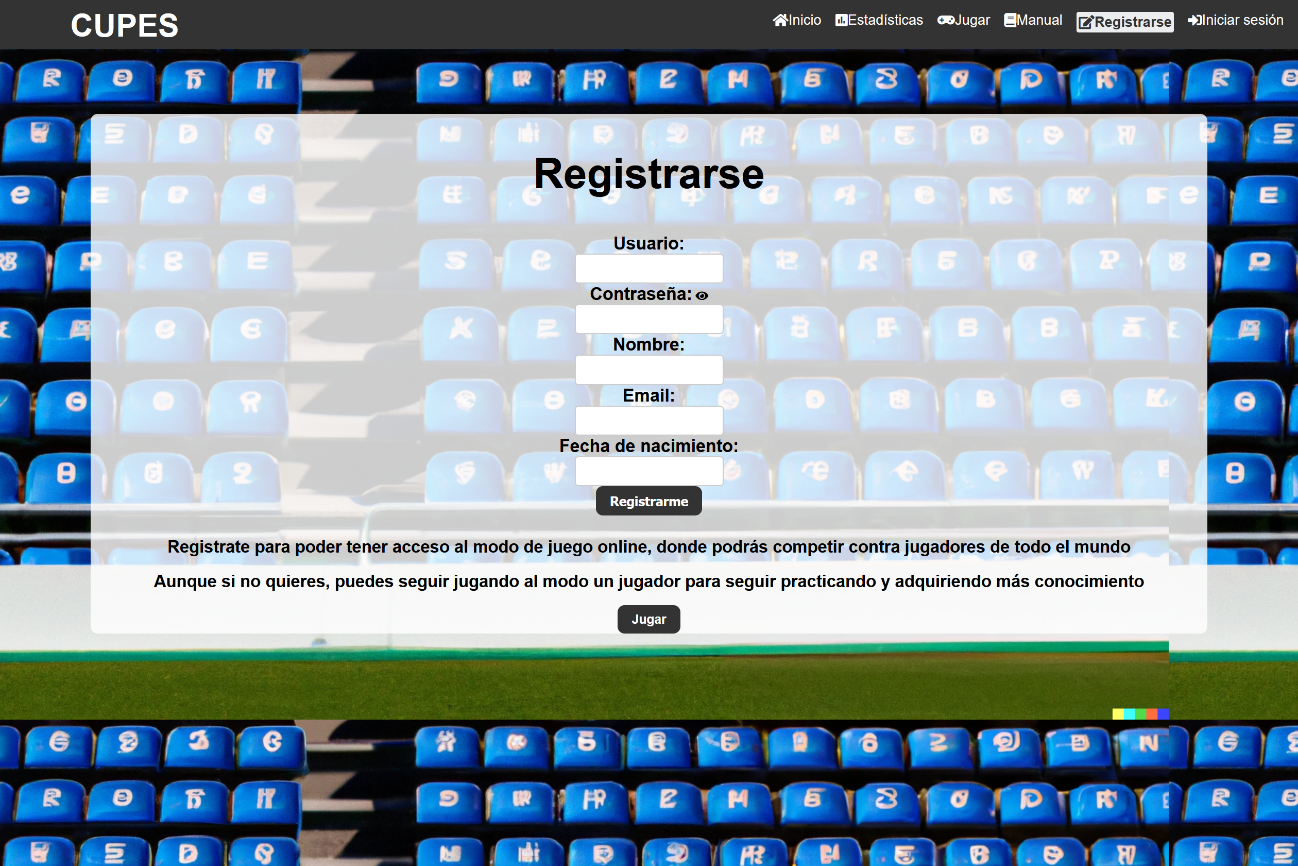 CUPES
Inicio
Estadísticas
Jugar
Manual
Registrarse
Iniciar sesión
Registrarse
Usuario:
Contraseña:
Nombre:
Email:
Fecha de nacimiento:
Registrarme
Registrate para poder tener acceso al modo de juego online, donde podrás competir contra jugadores de todo el mundo
Aunque si no quieres, puedes seguir jugando al modo un jugador para seguir practicando y adquiriendo más conocimiento
Jugar